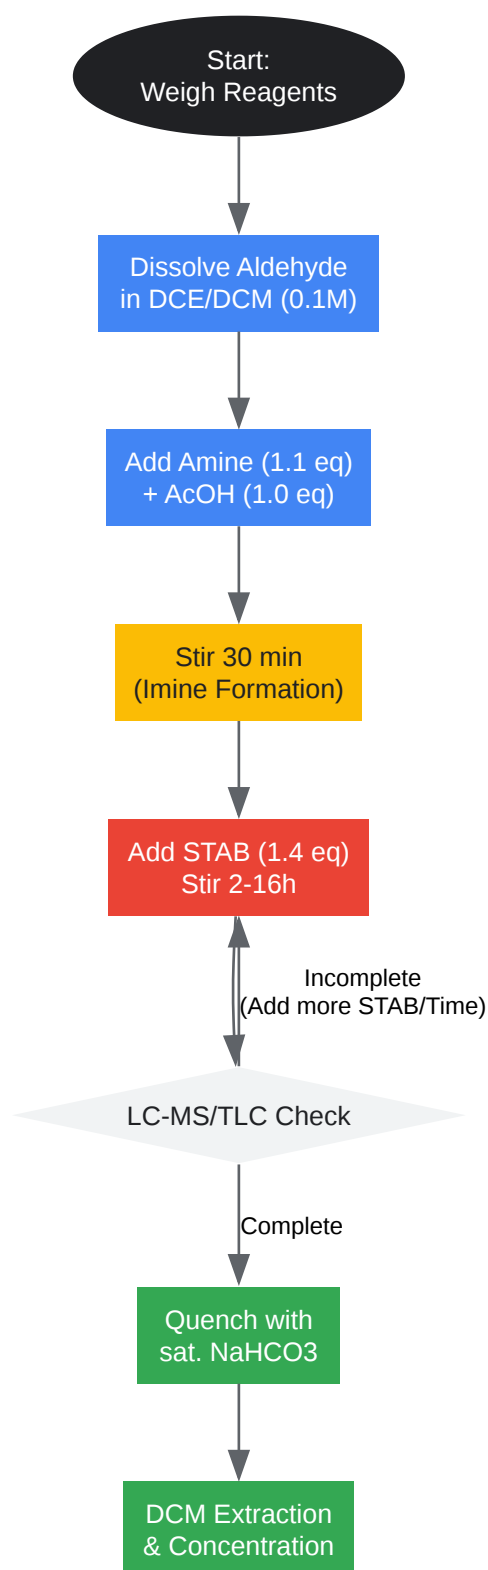 Start:
Weigh Reagents
Dissolve Aldehyde
in DCE/DCM (0.1M)
Add Amine (1.1 eq)
+ AcOH (1.0 eq)
Stir 30 min
(Imine Formation)
Add STAB (1.4 eq)
Stir 2-16h
Incomplete
(Add more STAB/Time)
LC-MS/TLC Check
Complete
Quench with
sat. NaHCO3
DCM Extraction
& Concentration